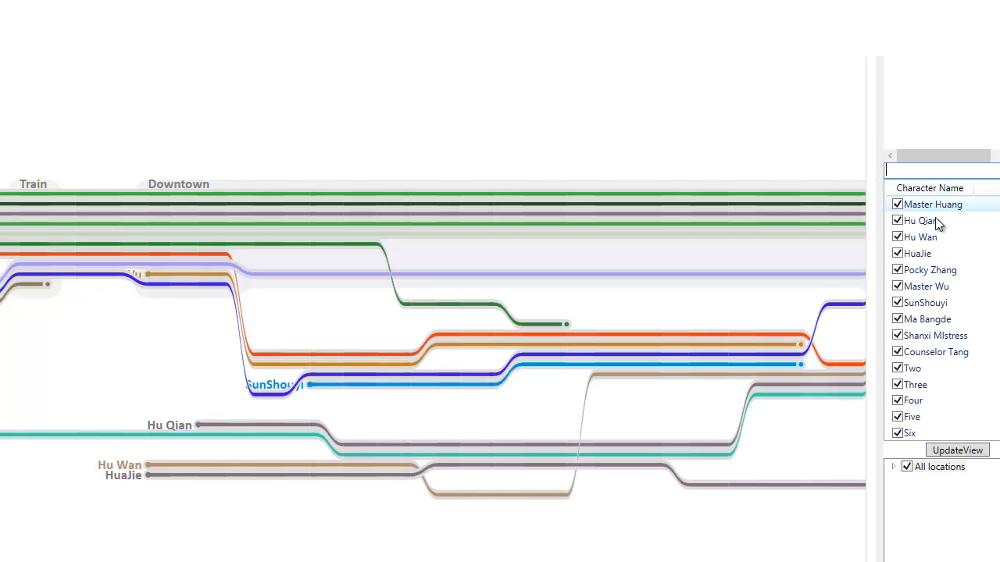 Train
Downtown
SunShouyi
Hu Qian
Hu Wan
HuaJie
Character Name
Master Huang
Hu Qian
Hu Wan
HuaJie
Pocky Zhang
Master Wu
SunShouyi
Ma Bangde
Shanxi MIstress
Counselor Tang
Two
Three
Four
Five
Six
UpdateView
All locations